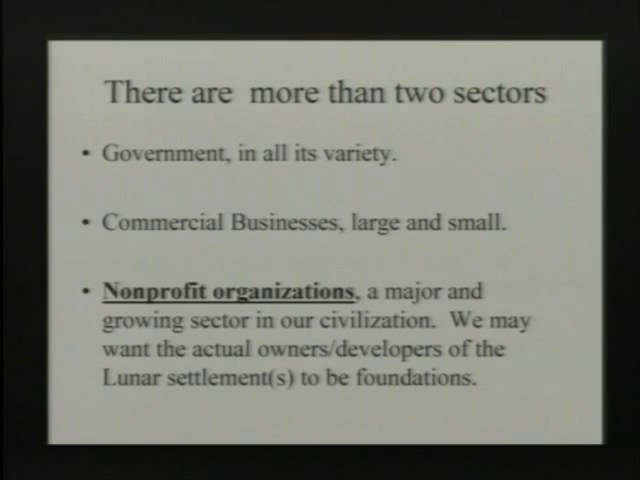 There are more than two sectors
• Government, in all its variety.
• Commercial Businesses, large and small.
• Nonprofit organizations, a major and
growing sector in our civilization. We may
want the actual owners/developers of the
Lunar settlement(s) to be foundations.